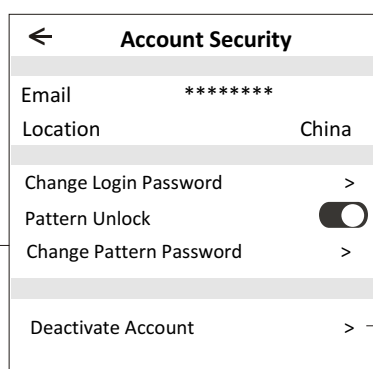 ← Account Security
Email ********
Location China
Change Login Password >
Pattern Unlock
Change Pattern Password >
Deactivate Account >